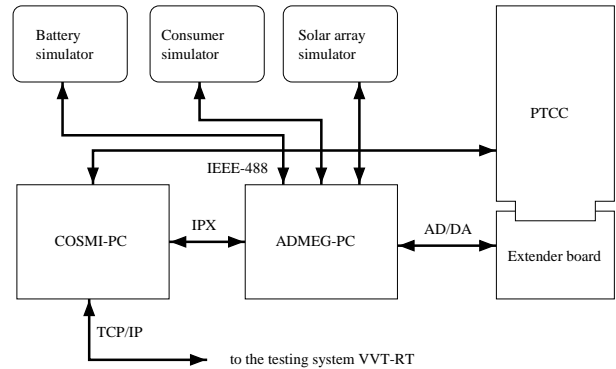 Battery
simulator
Consumer
simulator
Solar array
simulator
PTCC
IEEE-488
COSMI-PC
IPX
ADMEG-PC
AD/DA
Extender board
TCP/IP
to the testing system VVT-RT